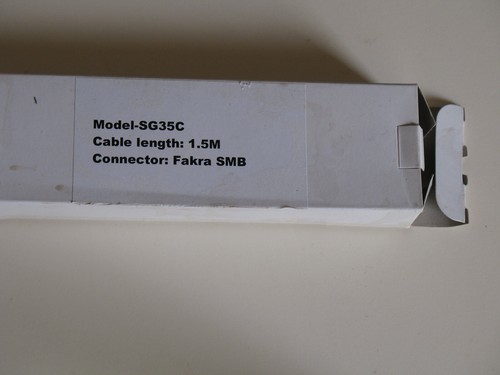 Model-SG35C
Cable length: 1.5M
Connector: Fakra SMB